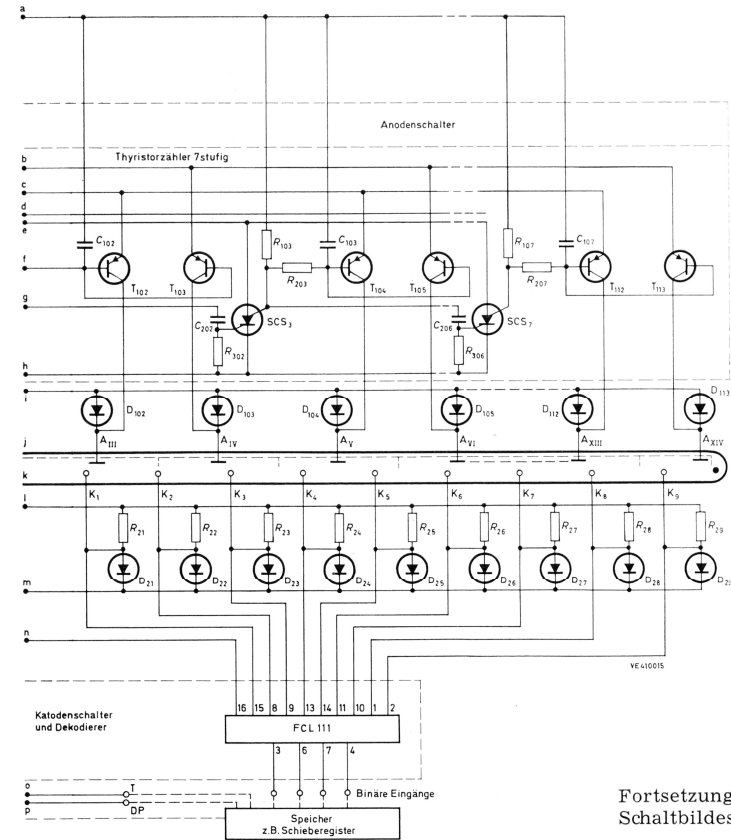 a
Anodenschalter
b
Thyristorzähler 7stufig
c
d
e
C102
R103
C103
R107
C107
f
R203
R207
T102
T103
T104
T105
T112
T113
g
C202
SCS3
C206
SCS7
R302
R306
h
i
D102
D103
D104
D105
D112
D113
AIII
AIV
AV
AVI
AXIII
AXIV
j
k
K1 K2 K3 K4 K5 K6 K7 K8 K9
l
R21 R22 R23 R24 R25 R26 R27 R28 R29
D21 D22 D23 D24 D25 D26 D27 D28
m
n
VE410015
Katodenschalter
und Dekodierer
16 15 8 9 13 14 11 10 1 2
FCL 111
3 6 7 4
Binäre Eingänge
o
T
p
DP
Speicher
z.B. Schieberegister
Fortsetzung
Schaltbildes